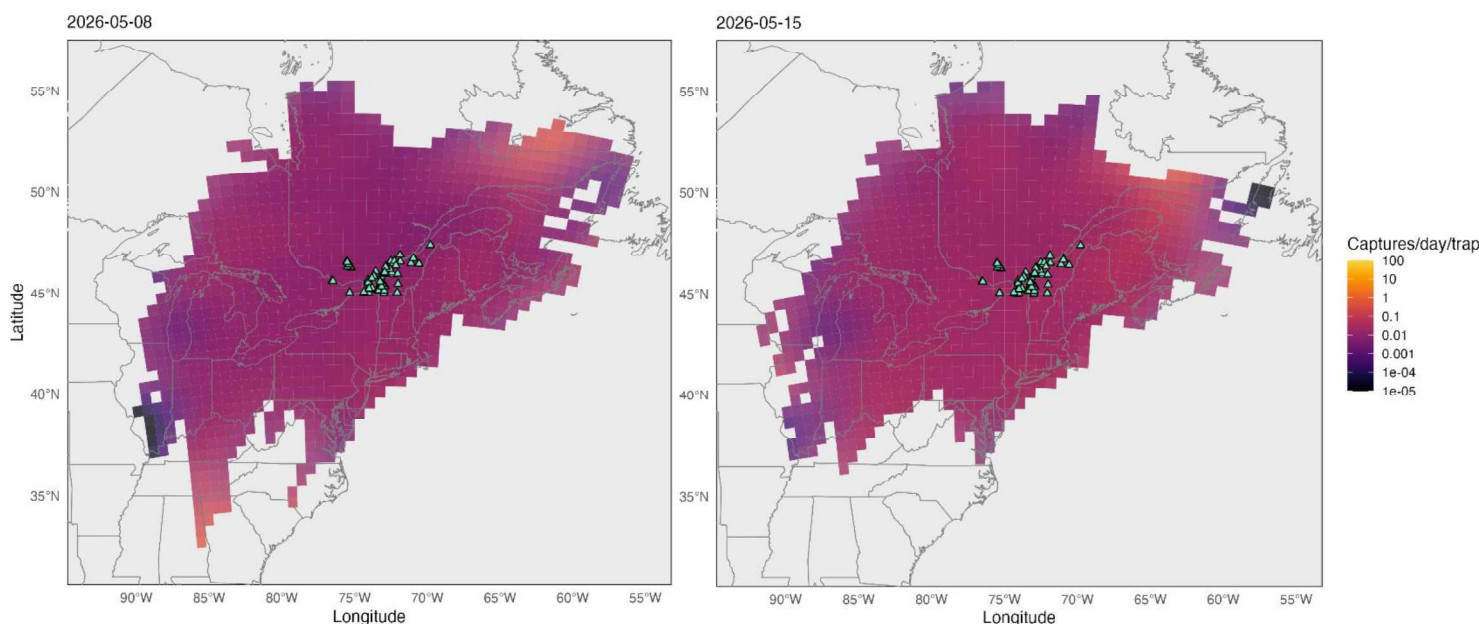 2026-05-08
2026-05-15
Latitude
55°N
50°N
45°N
40°N
35°N
90°W 85°W 80°W 75°W 70°W 65°W 60°W 55°W
Longitude
55°N
50°N
45°N
40°N
35°N
90°W 85°W 80°W 75°W 70°W 65°W 60°W 55°W
Longitude
Captures/day/trap
100
10
1
0.1
0.01
0.001
1e-04
1e-05